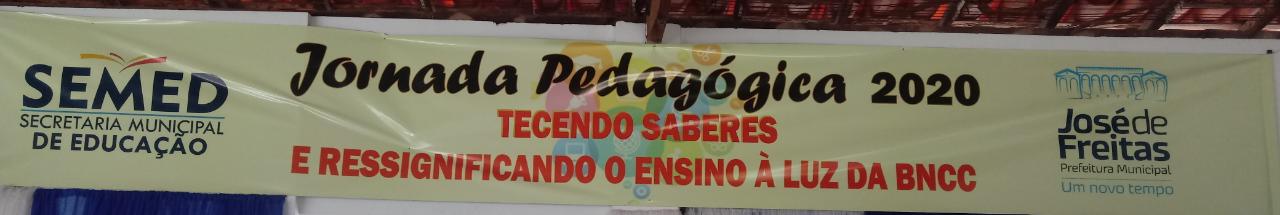 SEMED
SECRETARIA MUNICIPAL
DE EDUCAÇÃO
Jornada Pedagógica 2020
TECENDO SABERES
E RESSIGNIFICANDO O ENSINO À LUZ DA BNCC
José de
Freitas
Prefeitura Municipal
Um novo tempo